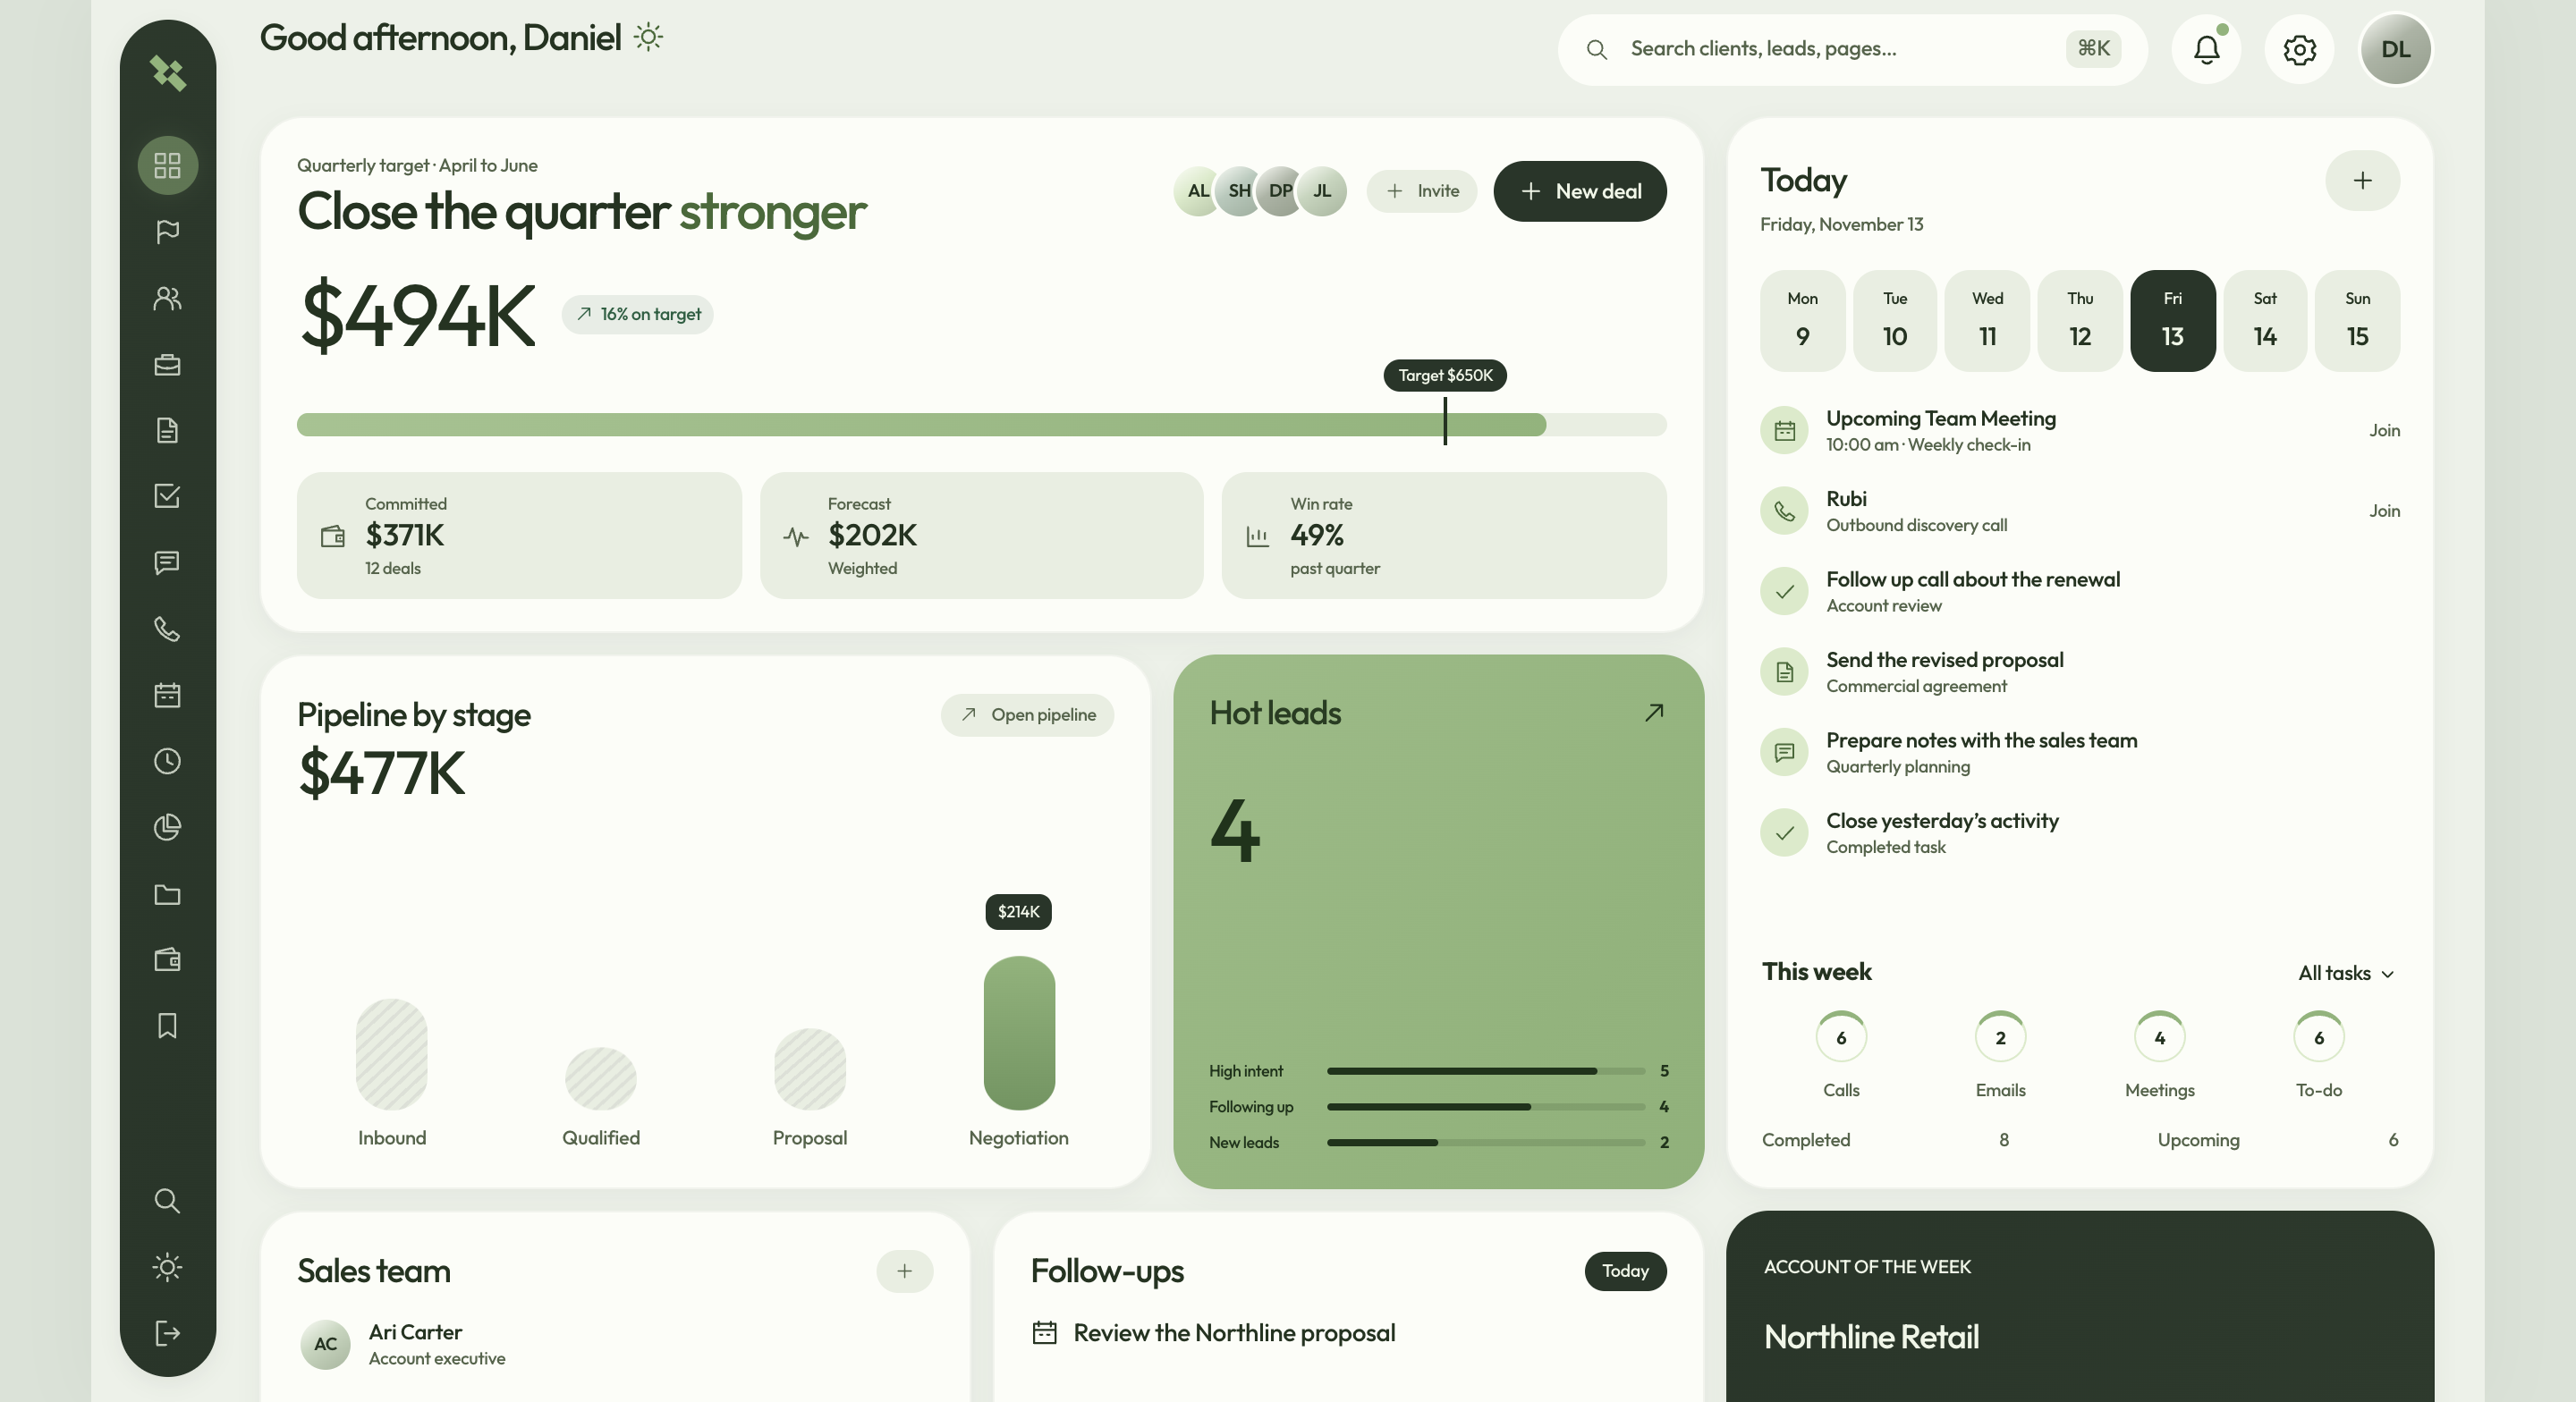 Good afternoon, Daniel
Search clients, leads, pages...
⌘K
DL
Quarterly target · April to June
Close the quarter stronger
AL SH DP JL
Invite
New deal
$494K
16% on target
Target $650K
Committed
$371K
12 deals
Forecast
$202K
Weighted
Win rate
49%
past quarter
Today
Friday, November 13
Mon Tue Wed Thu Fri Sat Sun
9 10 11 12 13 14 15
Upcoming Team Meeting
10:00 am · Weekly check-in
Join
Rubi
Outbound discovery call
Join
Follow up call about the renewal
Account review
Send the revised proposal
Commercial agreement
Prepare notes with the sales team
Quarterly planning
Close yesterday’s activity
Completed task
This week
All tasks
6 2 4 6
Calls Emails Meetings To-do
Completed 8 Upcoming 6
Pipeline by stage
Open pipeline
$477K
$214K
Inbound Qualified Proposal Negotiation
Hot leads
4
High intent 5
Following up 4
New leads 2
Sales team
AC
Ari Carter
Account executive
Follow-ups
Today
Review the Northline proposal
ACCOUNT OF THE WEEK
Northline Retail